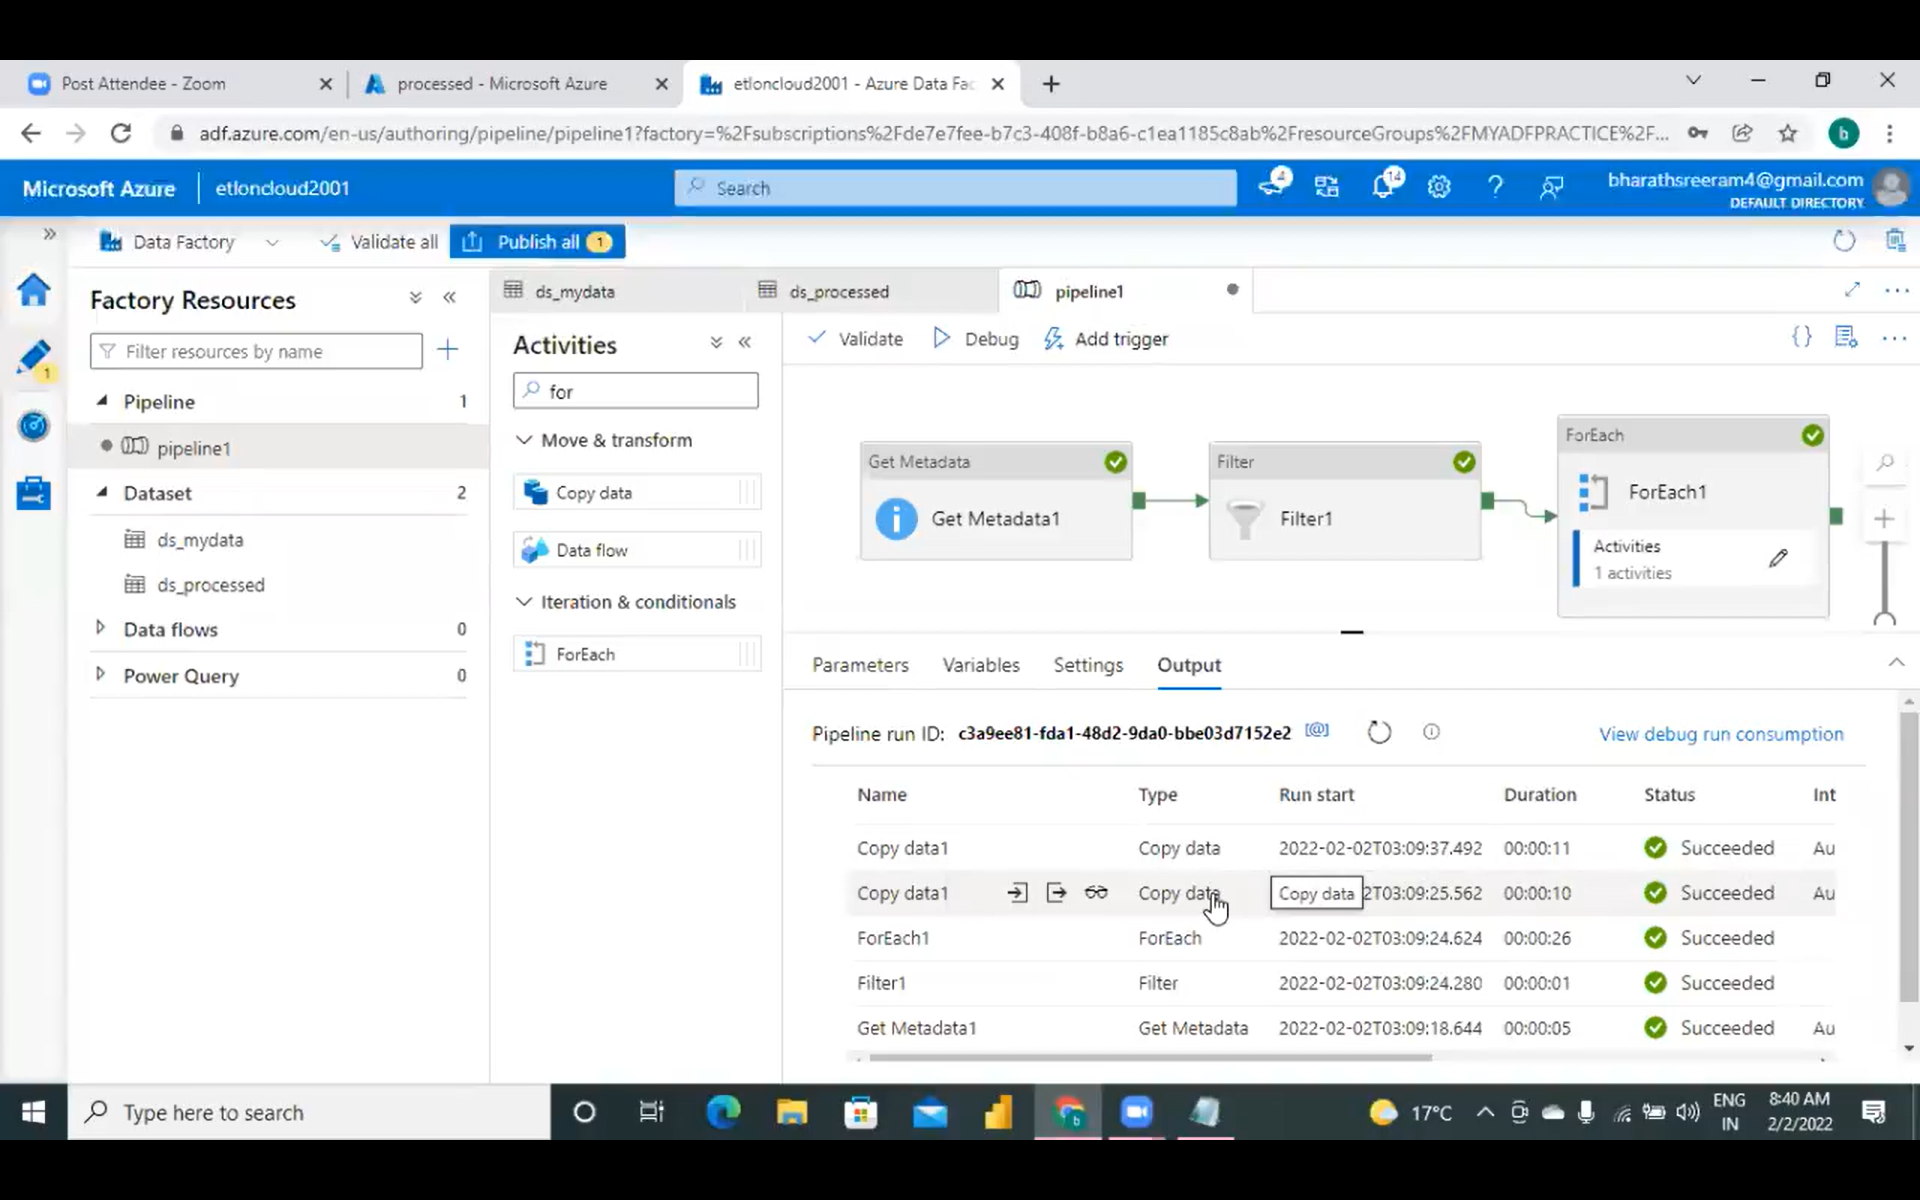 Post Attendee - Zoom
processed - Microsoft Azure
etloncloud2001 - Azure Data Fac
adf.azure.com/en-us/authoring/pipeline/pipeline1?factory=%2Fsubscriptions%2Fde7e7fee-b7c3-408f-b8a6-c1ea1185c8ab%2FresourceGroups%2FMYADFPRACTICE%2F...
b
Microsoft Azure
etloncloud2001
Search
4
14
bharathsreeram4@gmail.com
DEFAULT DIRECTORY
Data Factory
Validate all
Publish all 1
Factory Resources
Filter resources by name
1
Pipeline 1
pipeline1
Dataset 2
ds_mydata
ds_processed
Data flows 0
Power Query 0
ds_mydata
ds_processed
pipeline1
Activities
for
Move & transform
Copy data
Data flow
Iteration & conditionals
ForEach
Validate
Debug
Add trigger
Get Metadata
Get Metadata1
Filter
Filter1
ForEach
ForEach1
Activities
1 activities
Parameters Variables Settings Output
Pipeline run ID: c3a9ee81-fda1-48d2-9da0-bbe03d7152e2
View debug run consumption
Name Type Run start Duration Status Int
Copy data1 Copy data 2022-02-02T03:09:37.492 00:00:11 Succeeded Au
Copy data1 Copy data Copy data 2T03:09:25.562 00:00:10 Succeeded Au
ForEach1 ForEach 2022-02-02T03:09:24.624 00:00:26 Succeeded
Filter1 Filter 2022-02-02T03:09:24.280 00:00:01 Succeeded
Get Metadata1 Get Metadata 2022-02-02T03:09:18.644 00:00:05 Succeeded Au
Type here to search
17°C
ENG
IN
8:40 AM
2/2/2022